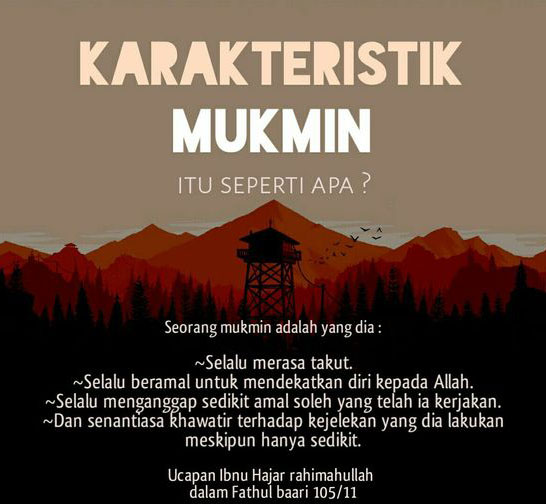 KARAKTERISTIK
MUKMIN
ITU SEPERTI APA ?
Seorang mukmin adalah yang dia :
~Selalu merasa takut.
~Selalu beramal untuk mendekatkan diri kepada Allah.
~Selalu menganggap sedikit amal soleh yang telah ia kerjakan.
~Dan senantiasa khawatir terhadap kejelekan yang dia lakukan
meskipun hanya sedikit.
Ucapan Ibnu Hajar rahimahullah
dalam Fathul baari 105/11